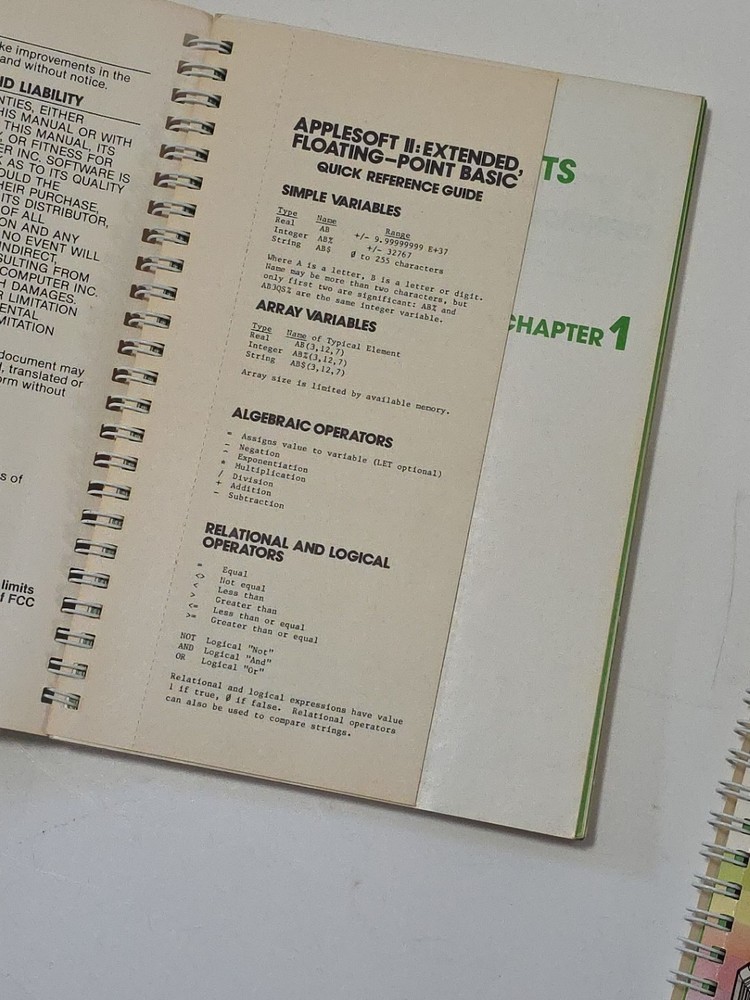 ke improvements in the
and without notice.
ID LIABILITY
NTIES, EITHER
HIS MANUAL OR WITH
THIS MANUAL, ITS
OR FITNESS FOR
ER INC. SOFTWARE IS
AS TO ITS QUALITY
OULD THE
HEIR PURCHASE,
ITS DISTRIBUTOR,
OF ALL
ON AND ANY
NO EVENT WILL
INDIRECT,
SULTING FROM
COMPUTER INC.
H DAMAGES.
R LIMITATION
ENTAL
MITATION
document may
, translated or
rm without
s of
limits
f FCC
APPLESOFT II: EXTENDED,
FLOATING-POINT BASIC
QUICK REFERENCE GUIDE
SIMPLE VARIABLES
Type Name Range
Real AB +/- 9.99999999 E+37
Integer AB% +/- 32767
String AB$ Ø to 255 characters
Where A is a letter, B is a letter or digit.
Name may be more than two characters, but
only first two are significant: AB% and
ABJQS% are the same integer variable.
ARRAY VARIABLES
Type Name of Typical Element
Real AB(3,12,7)
Integer AB%(3,12,7)
String AB$(3,12,7)
Array size is limited by available memory.
ALGEBRAIC OPERATORS
= Assigns value to variable (LET optional)
- Negation
Exponentiation
* Multiplication
/ Division
+ Addition
- Subtraction
RELATIONAL AND LOGICAL
OPERATORS
= Equal
<> Not equal
< Less than
> Greater than
<= Less than or equal
>= Greater than or equal
NOT Logical "Not"
AND Logical "And"
OR Logical "Or"
Relational and logical expressions have value
1 if true, Ø if false. Relational operators
can also be used to compare strings.
TS
CHAPTER 1